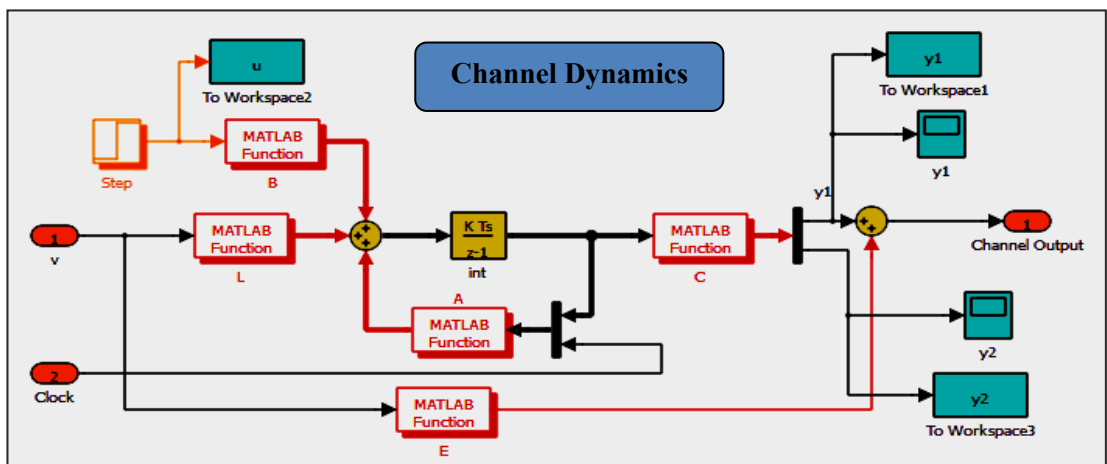 Channel Dynamics
u
To Workspace2
y1
To Workspace1
MATLAB
Function
B
Step
y1
y1
1
v
MATLAB
Function
L
+
+
+
K Ts
z-1
int
MATLAB
Function
C
+
+
1
Channel Output
A
MATLAB
Function
y2
2
Clock
MATLAB
Function
E
y2
To Workspace3